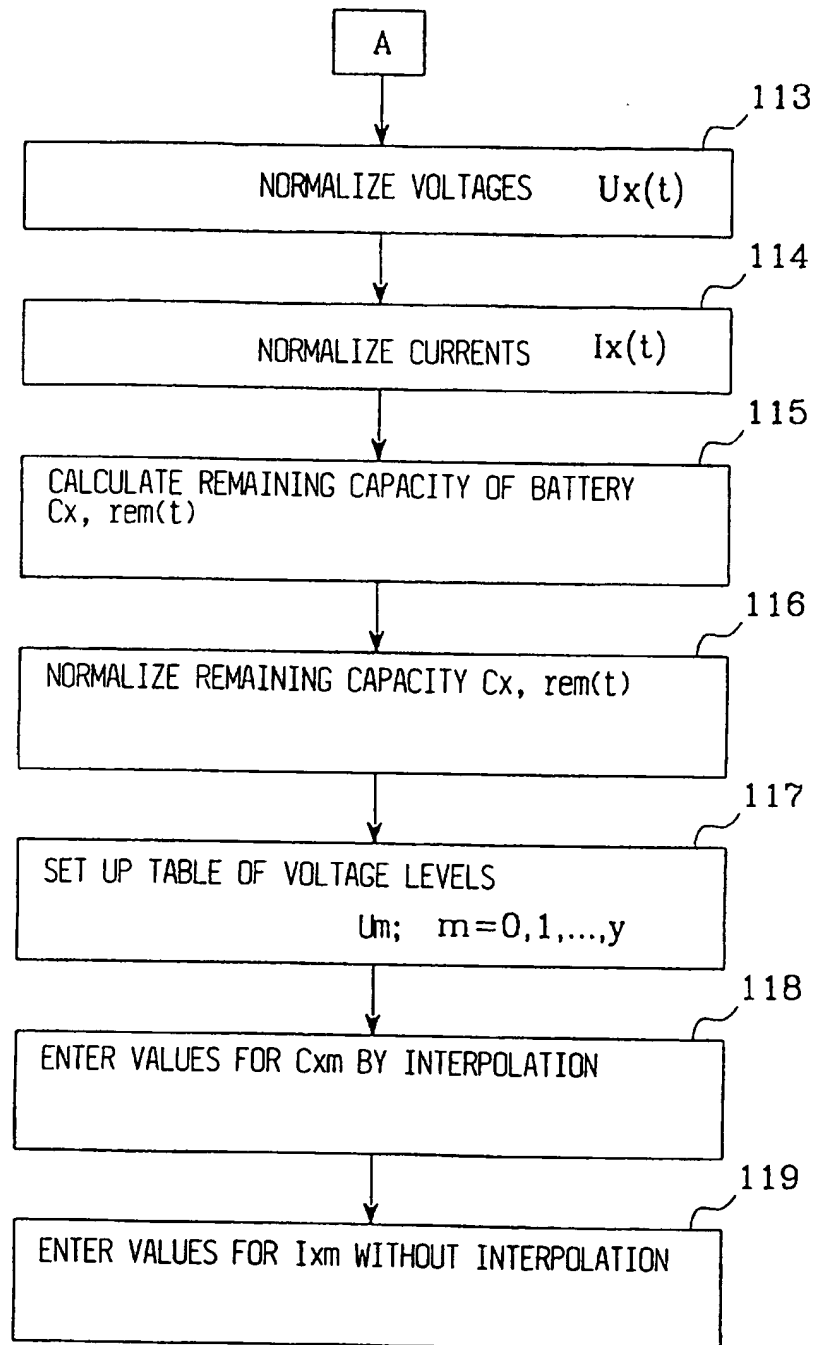 A
113
NORMALIZE VOLTAGES Ux(t)
114
NORMALIZE CURRENTS Ix(t)
115
CALCULATE REMAINING CAPACITY OF BATTERY
Cx, rem(t)
116
NORMALIZE REMAINING CAPACITY Cx, rem(t)
117
SET UP TABLE OF VOLTAGE LEVELS
Um; m=0,1,...,y
118
ENTER VALUES FOR Cxm BY INTERPOLATION
119
ENTER VALUES FOR Ixm WITHOUT INTERPOLATION